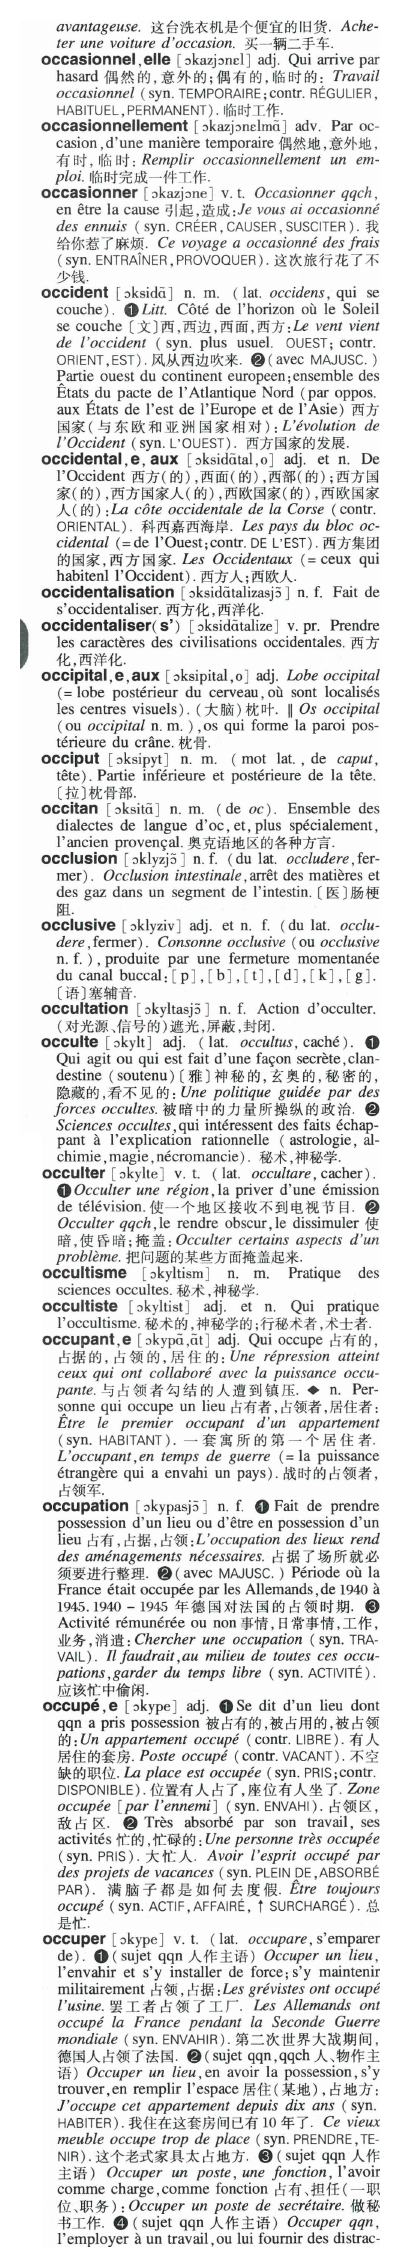 avantageuse. 这台洗衣机是个便宜的旧货. Ache-
ter une voiture d'occasion. 买一辆二手车.
occasionnel,elle [ɔkazjɔnɛl] adj. Qui arrive par
hasard 偶然的,意外的;偶有的,临时的: Travail
occasionnel (syn. TEMPORAIRE;contr. RÉGULIER,
HABITUEL,PERMANENT). 临时工作.
occasionnellement [ɔkazjɔnɛlmɑ̃] adv. Par oc-
casion,d'une manière temporaire 偶然地,意外地,
有时,临时: Remplir occasionnellement un em-
ploi. 临时完成一件工作.
occasionner [ɔkazjɔne] v. t. Occasionner qqch,
en être la cause 引起,造成:Je vous ai occasionné
des ennuis (syn. CRÉER,CAUSER,SUSCITER). 我
给你惹了麻烦. Ce voyage a occasionné des frais
(syn. ENTRAÎNER,PROVOQUER). 这次旅行花了不
少钱.
occident [ɔksidɑ̃] n. m. (lat. occidens, qui se
couche). ❶ Litt. Côté de l'horizon où le Soleil
se couche [文]西,西边,西面,西方:Le vent vient
de l'occident (syn. plus usuel. OUEST; contr.
ORIENT,EST). 风从西边吹来. ❷(avec MAJUSC.)
Partie ouest du continent europeen;ensemble des
États du pacte de l'Atlantique Nord (par oppos.
aux États de l'est de l'Europe et de l'Asie) 西方
国家(与东欧和亚洲国家相对): L'évolution de
l'Occident (syn. L'OUEST). 西方国家的发展.
occidental,e, aux [ɔksidɑ̃tal,o] adj. et n. De
l'Occident 西方(的),西面(的),西部(的);西方国
家(的),西方国家人(的),西欧国家(的),西欧国家
人(的):La côte occidentale de la Corse (contr.
ORIENTAL). 科西嘉西海岸. Les pays du bloc oc-
cidental (=de l'Ouest;contr. DE L'EST). 西方集团
的国家,西方国家. Les Occidentaux (= ceux qui
habitenl l'Occident). 西方人;西欧人.
occidentalisation [ɔksidɑ̃talizasjɔ̃] n. f. Fait de
s'occidentaliser. 西方化,西洋化.
occidentaliser(s') [ɔksidɑ̃talize] v. pr. Prendre
les caractères des civilisations occidentales. 西方
化,西洋化.
occipital,e,aux [ɔksipital,o] adj. Lobe occipital
(=lobe postérieur du cerveau,où sont localisés
les centres visuels). (大脑)枕叶. ‖ Os occipital
(ou occipital n. m.),os qui forme la paroi pos-
térieure du crâne. 枕骨.
occiput [ɔksipyt] n. m. (mot lat., de caput,
tête). Partie inférieure et postérieure de la tête.
[拉]枕骨部.
occitan [ɔksitɑ̃] n. m. (de oc). Ensemble des
dialectes de langue d'oc,et,plus spécialement,
l'ancien provençal. 奥克语地区的各种方言.
occlusion [ɔklyzjɔ̃] n. f. (du lat. occludere,fer-
mer). Occlusion intestinale,arrêt des matières et
des gaz dans un segment de l'intestin. [医]肠梗
阻.
occlusive [ɔklyziv] adj. et n. f. (du lat. occlu-
dere,fermer). Consonne occlusive (ou occlusive
n. f.), produite par une fermeture momentanée
du canal buccal:[p],[b],[t],[d],[k],[g].
[语]塞辅音.
occultation [ɔkyltasjɔ̃] n. f. Action d'occulter.
(对光源、信号的)遮光,屏蔽,封闭.
occulte [ɔkylt] adj. (lat. occultus, caché). ❶
Qui agit ou qui est fait d'une façon secrète,clan-
destine (soutenu)[雅]神秘的,玄奥的,秘密的,
隐藏的,看不见的: Une politique guidée par des
forces occultes. 被暗中的力量所操纵的政治. ❷
Sciences occultes,qui intéressent des faits échap-
pant à l'explication rationnelle (astrologie, al-
chimie,magie,nécromancie). 秘术,神秘学.
occulter [ɔkylte] v. t. (lat. occultare, cacher).
❶ Occulter une région,la priver d'une émission
de télévision. 使一个地区接收不到电视节目. ❷
Occulter qqch,le rendre obscur,le dissimuler 使
暗,使昏暗;掩盖: Occulter certains aspects d'un
problème. 把问题的某些方面掩盖起来.
occultisme [ɔkyltism] n. m. Pratique des
sciences occultes. 秘术,神秘学.
occultiste [ɔkyltist] adj. et n. Qui pratique
l'occultisme. 秘术的,神秘学的;行秘术者,术士者.
occupant,e [ɔkypɑ̃,ɑ̃t] adj. Qui occupe 占有的,
占据的,占领的,居住的: Une répression atteint
ceux qui ont collaboré avec la puissance occu-
pante. 与占领者勾结的人遭到镇压. ◆ n. Per-
sonne qui occupe un lieu 占有者,占领者,居住者:
Être le premier occupant d'un appartement
(syn. HABITANT). 一套寓所的第一个居住者.
L'occupant,en temps de guerre (=la puissance
étrangère qui a envahi un pays). 战时的占领者,
占领军.
occupation [ɔkypasjɔ̃] n. f. ❶ Fait de prendre
possession d'un lieu ou d'être en possession d'un
lieu 占有,占据,占领:L'occupation des lieux rend
des aménagements nécessaires. 占据了场所就必
须要进行整理. ❷(avec MAJUSC.) Période où la
France était occupée par les Allemands,de 1940 à
1945. 1940 - 1945 年德国对法国的占领时期. ❸
Activité rémunérée ou non 事情,日常事情,工作,
业务,消遣: Chercher une occupation (syn. TRA-
VAIL). Il faudrait,au milieu de toutes ces occu-
pations,garder du temps libre (syn. ACTIVITÉ).
应该忙中偷闲.
occupé,e [ɔkype] adj. ❶ Se dit d'un lieu dont
qqn a pris possession 被占有的,被占用的,被占领
的: Un appartement occupé (contr. LIBRE). 有人
居住的套房. Poste occupé (contr. VACANT). 不空
缺的职位. La place est occupée (syn. PRIS;contr.
DISPONIBLE). 位置有人占了,座位有人坐了. Zone
occupée [par l'ennemi] (syn. ENVAHI). 占领区,
敌占区. ❷ Très absorbé par son travail, ses
activités 忙的,忙碌的: Une personne très occupée
(syn. PRIS). 大忙人. Avoir l'esprit occupé par
des projets de vacances (syn. PLEIN DE,ABSORBÉ
PAR). 满脑子都是如何去度假. Être toujours
occupé (syn. ACTIF,AFFAIRÉ, ↑ SURCHARGÉ). 总
是忙.
occuper [ɔkype] v. t. (lat. occupare,s'emparer
de). ❶ (sujet qqn 人作主语) Occuper un lieu,
l'envahir et s'y installer de force;s'y maintenir
militairement 占领,占据:Les grévistes ont occupé
l'usine. 罢工者占领了工厂. Les Allemands ont
occupé la France pendant la Seconde Guerre
mondiale (syn. ENVAHIR). 第二次世界大战期间,
德国人占领了法国. ❷(sujet qqn,qqch 人、物作主
语) Occuper un lieu,en avoir la possession,s'y
trouver,en remplir l'espace 居住(某地),占地方:
J'occupe cet appartement depuis dix ans (syn.
HABITER). 我住在这套房间已有 10 年了. Ce vieux
meuble occupe trop de place (syn. PRENDRE,TE-
NIR). 这个老式家具太占地方. ❸(sujet qqn 人作
主语) Occuper un poste, une fonction, l'avoir
comme charge,comme fonction 占有、担任(一职
位、职务): Occuper un poste de secrétaire. 做秘
书工作. ❹ (sujet qqn 人作主语) Occuper qqn,
l'employer à un travail,ou lui fournir des distrac-